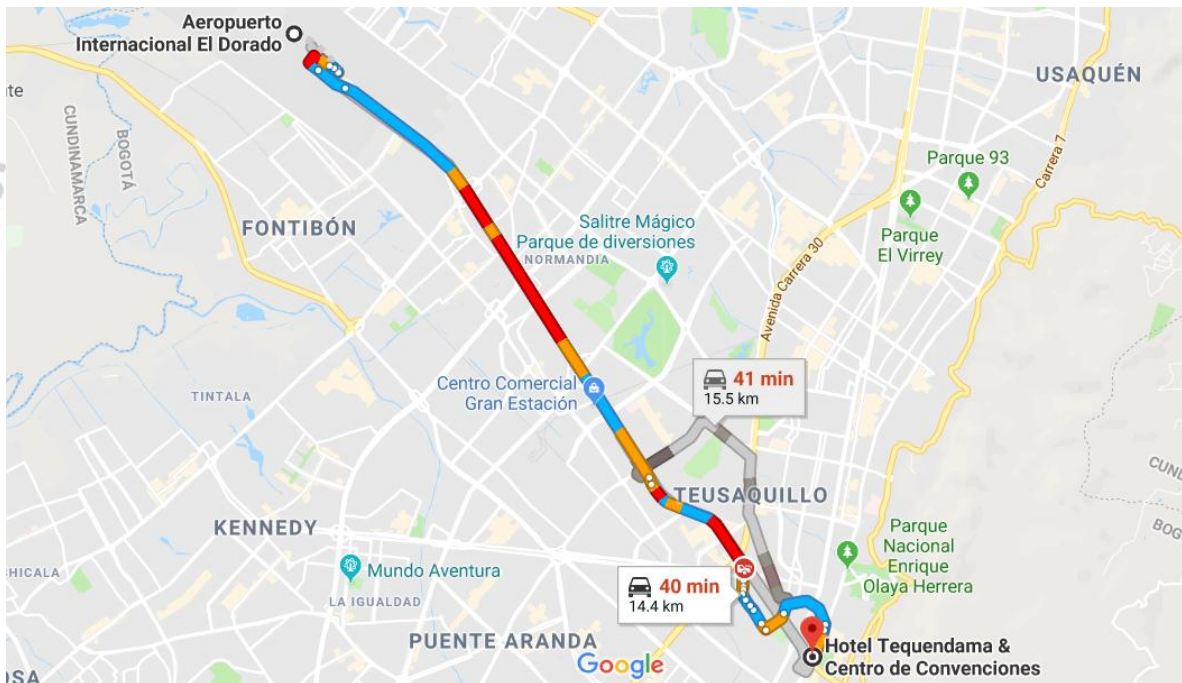 Aeropuerto
Internacional El Dorado
USAQUÉN
CUNDINAMARCA
BOGOTÁ
Carrera 7
Parque 93
FONTIBÓN
Salitre Mágico
Parque de diversiones
NORMANDIA
Parque
El Virrey
Avenida Carrera 30
Centro Comercial
Gran Estación
41 min
15.5 km
TINTALA
TEUSAQUILLO
KENNEDY
Parque
Nacional
Enrique
Olaya Herrera
CHICALA
Mundo Aventura
LA IGUALDAD
40 min
14.4 km
PUENTE ARANDA
Google
Hotel Tequendama &
Centro de Convenciones